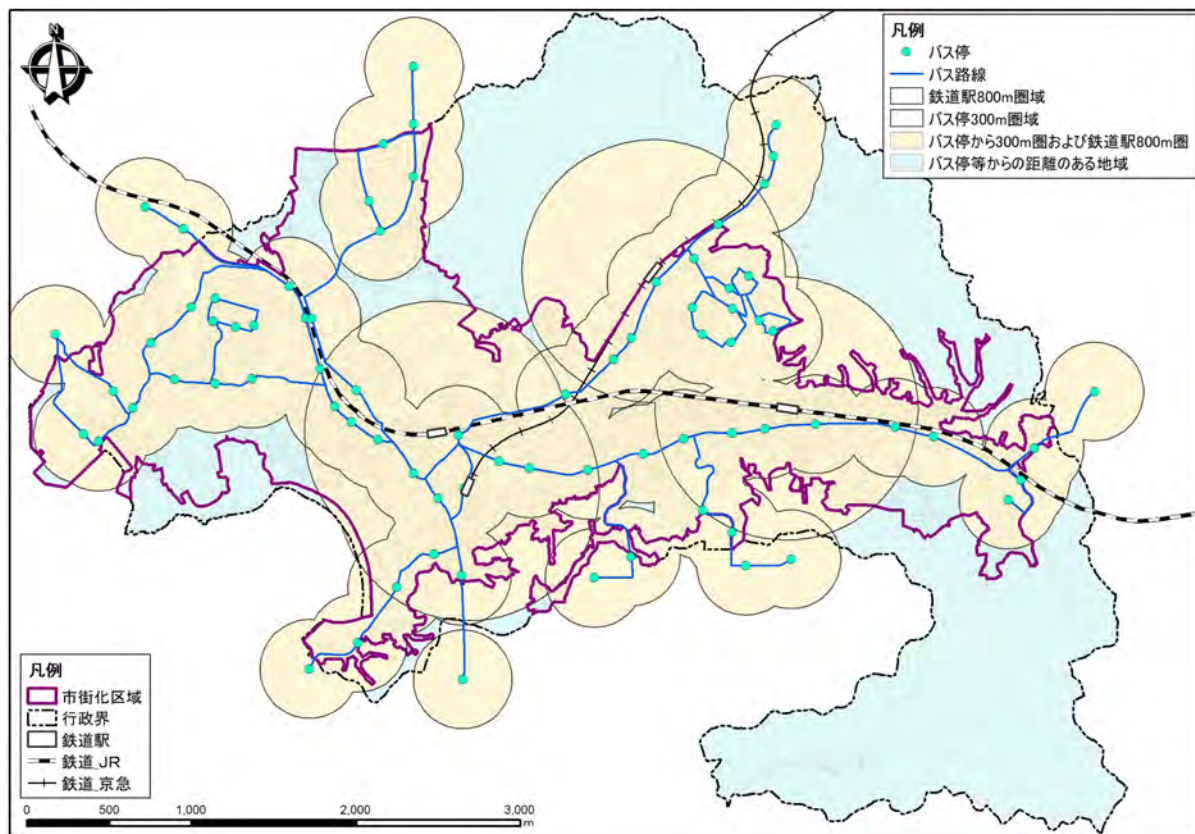 N
凡例
バス停
バス路線
鉄道駅800m圏域
バス停300m圏域
バス停から300m圏および鉄道駅800m圏
バス停等からの距離のある地域
凡例
市街化区域
行政界
鉄道駅
鉄道_JR
鉄道_京急
0 500 1,000 2,000 3,000
m